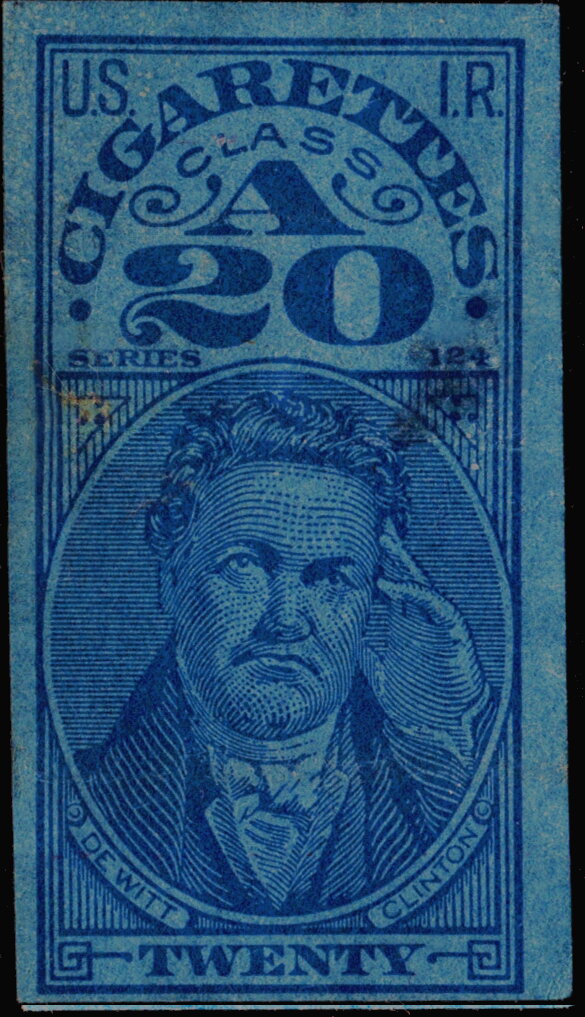 U.S. I.R.
CIGARETTES
CLASS
A
20
SERIES 124
DE WITT CLINTON
TWENTY